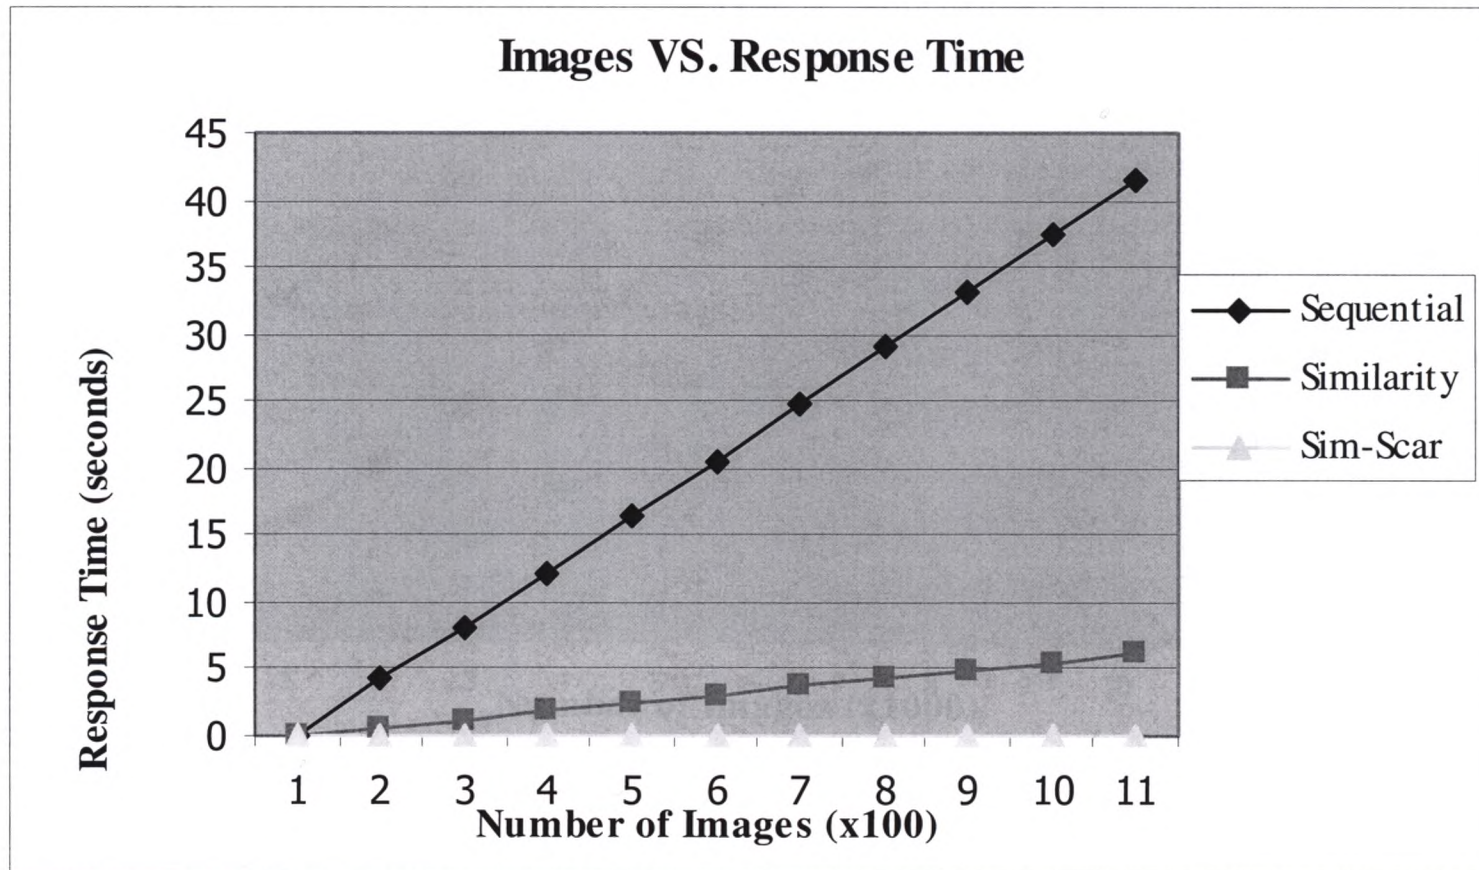 Images VS. Response Time
45
40
35
30
25
20
15
10
5
0
Response Time (seconds)
1 2 3 4 5 6 7 8 9 10 11
Number of Images (x100)
Sequential
Similarity
Sim-Scar